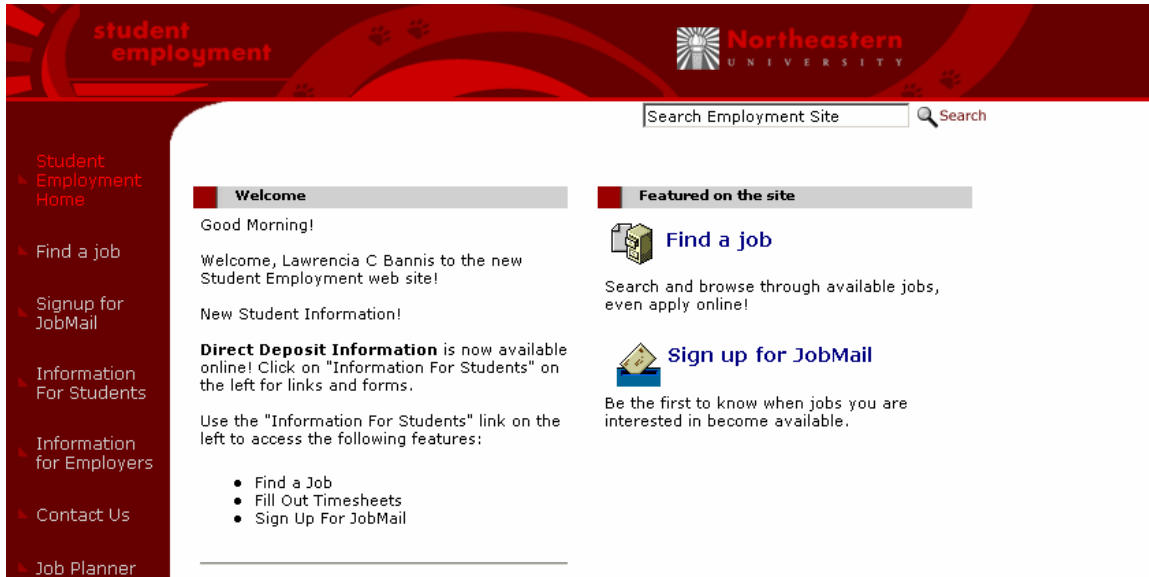 student
employment
Northeastern
UNIVERSITY
Search Employment Site
Search
Student
Employment
Home
Find a job
Signup for
JobMail
Information
For Students
Information
for Employers
Contact Us
Job Planner
Welcome
Good Morning!
Welcome, Lawrencia C Bannis to the new
Student Employment web site!
New Student Information!
Direct Deposit Information is now available
online! Click on "Information For Students" on
the left for links and forms.
Use the "Information For Students" link on the
left to access the following features:
• Find a Job
• Fill Out Timesheets
• Sign Up For JobMail
Featured on the site
Find a job
Search and browse through available jobs,
even apply online!
Sign up for JobMail
Be the first to know when jobs you are
interested in become available.